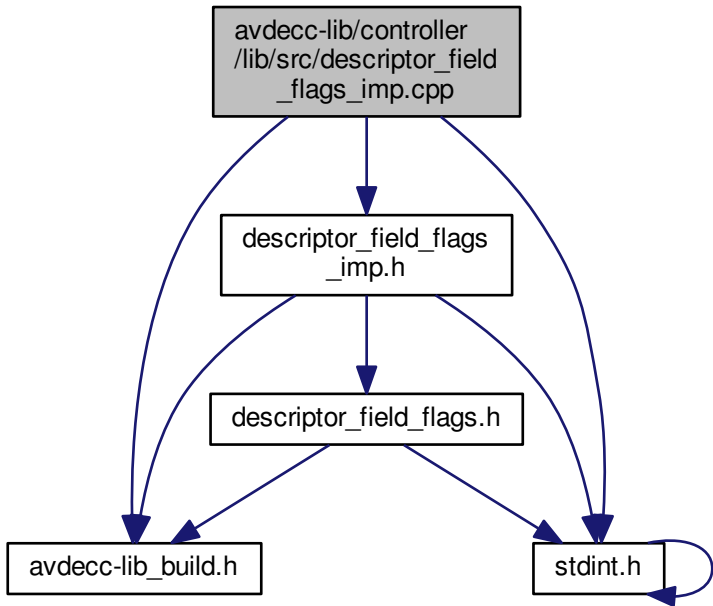 avdecc-lib/controller
/lib/src/descriptor_field
_flags_imp.cpp
descriptor_field_flags
_imp.h
descriptor_field_flags.h
avdecc-lib_build.h
stdint.h